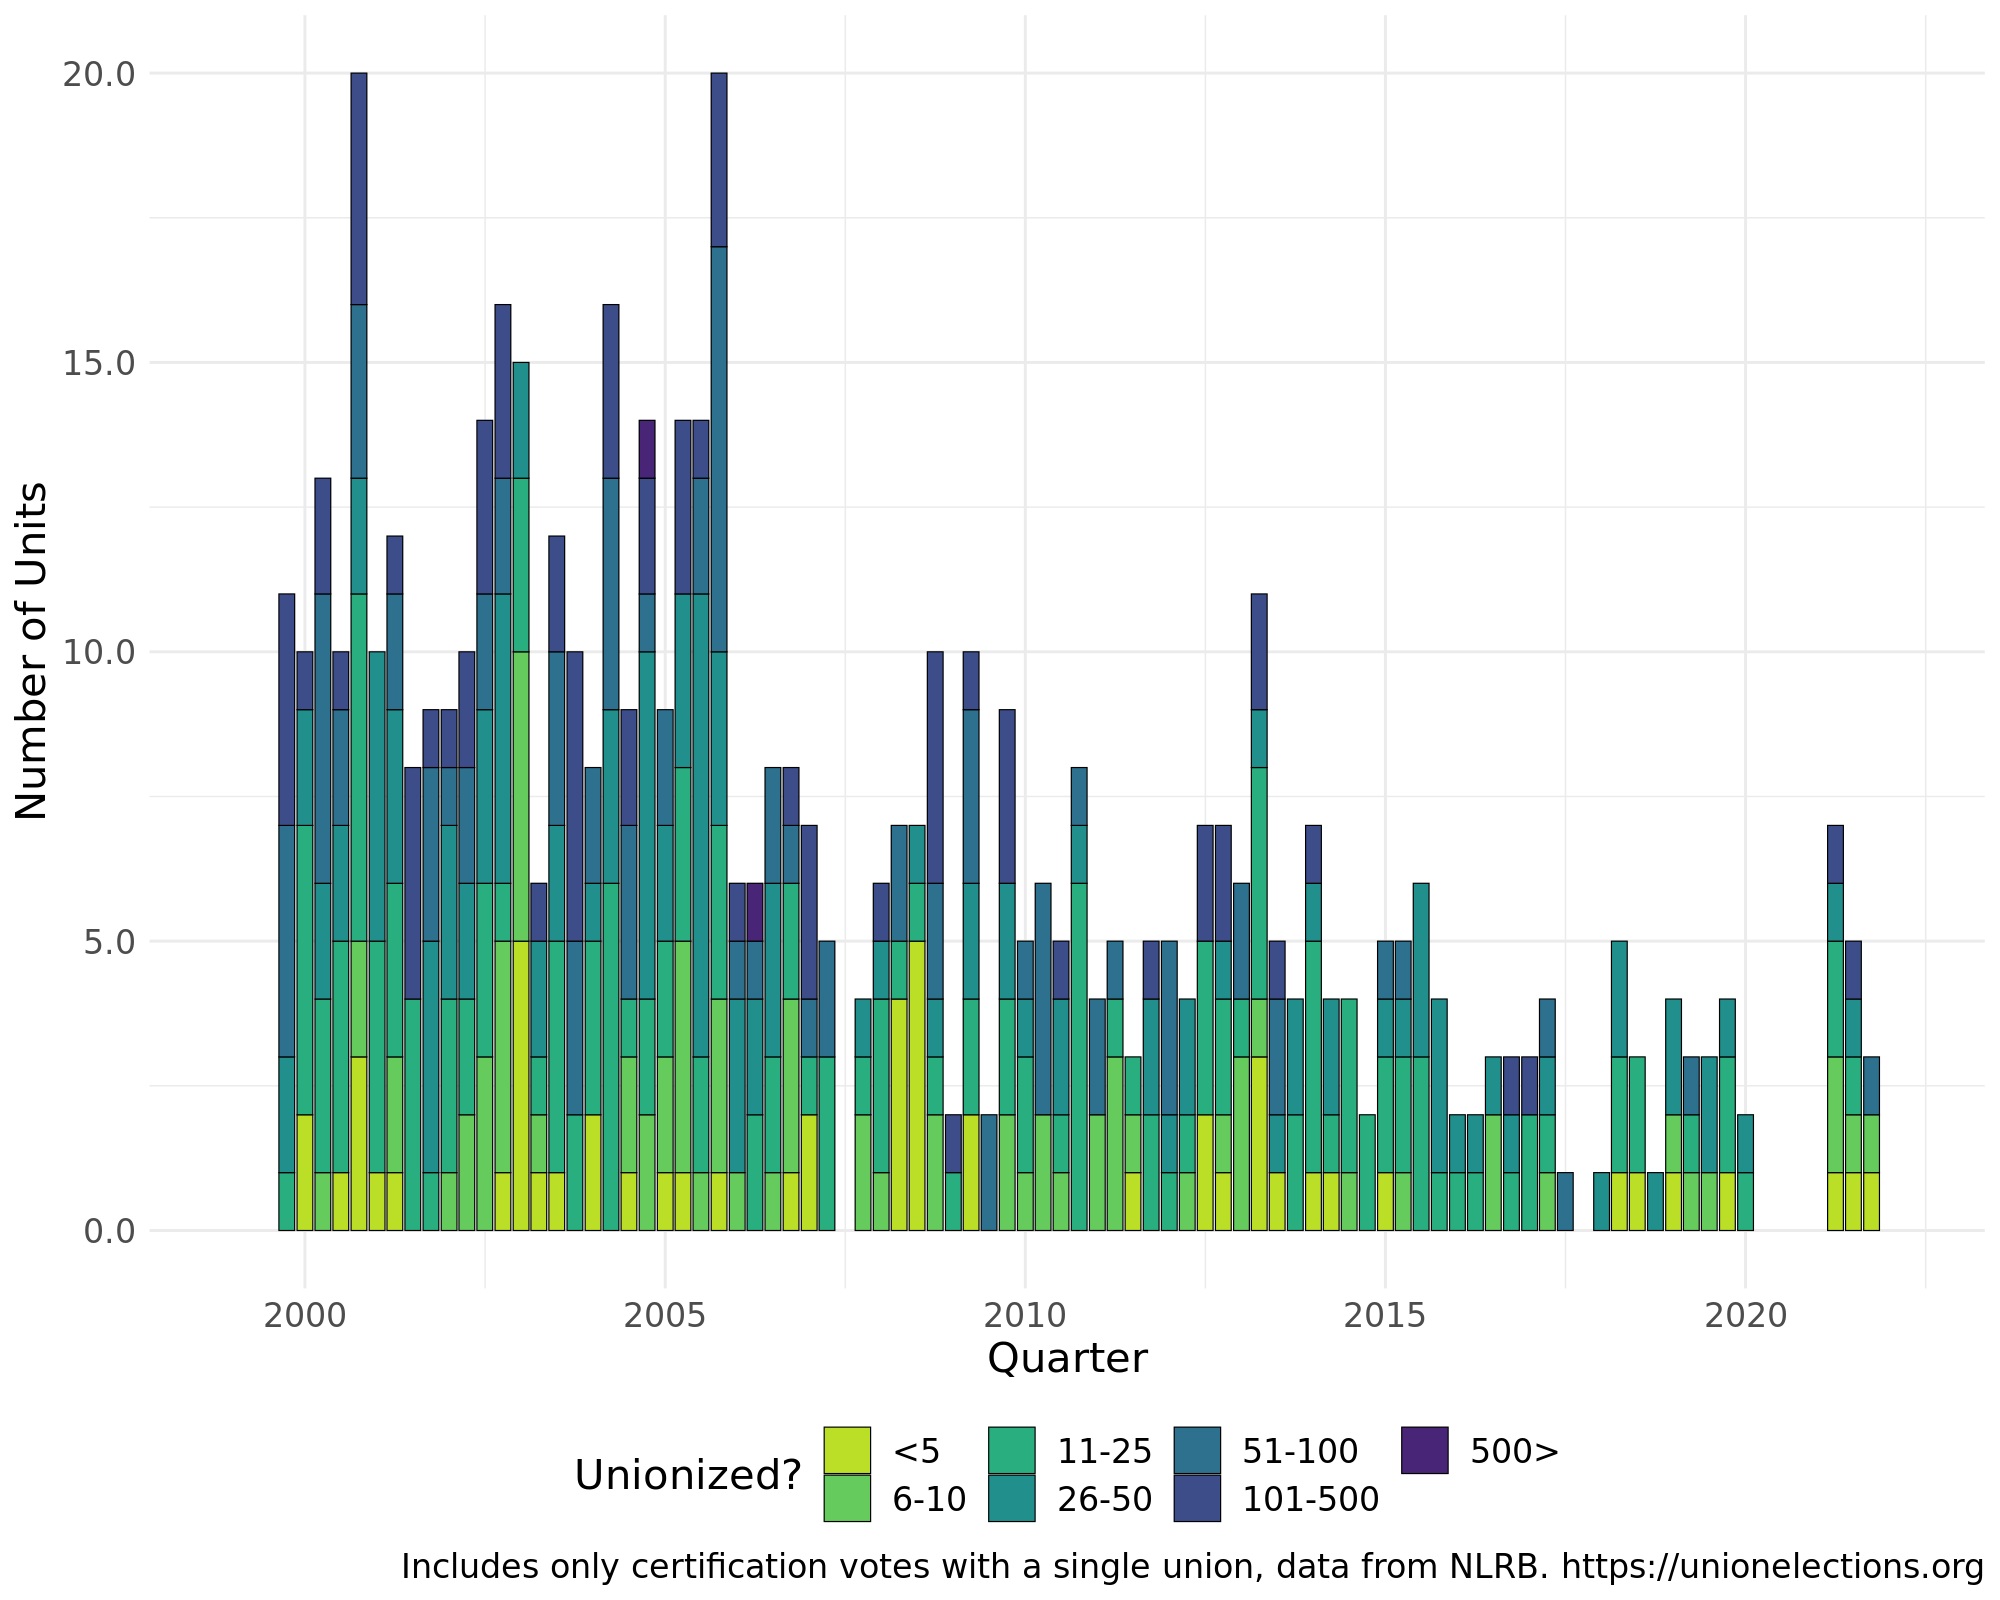 20.0
15.0
10.0
5.0
0.0
Number of Units
2000 2005 2010 2015 2020
Quarter
Unionized?
<5 11-25 51-100 500>
6-10 26-50 101-500
Includes only certification votes with a single union, data from NLRB. https://unionelections.org